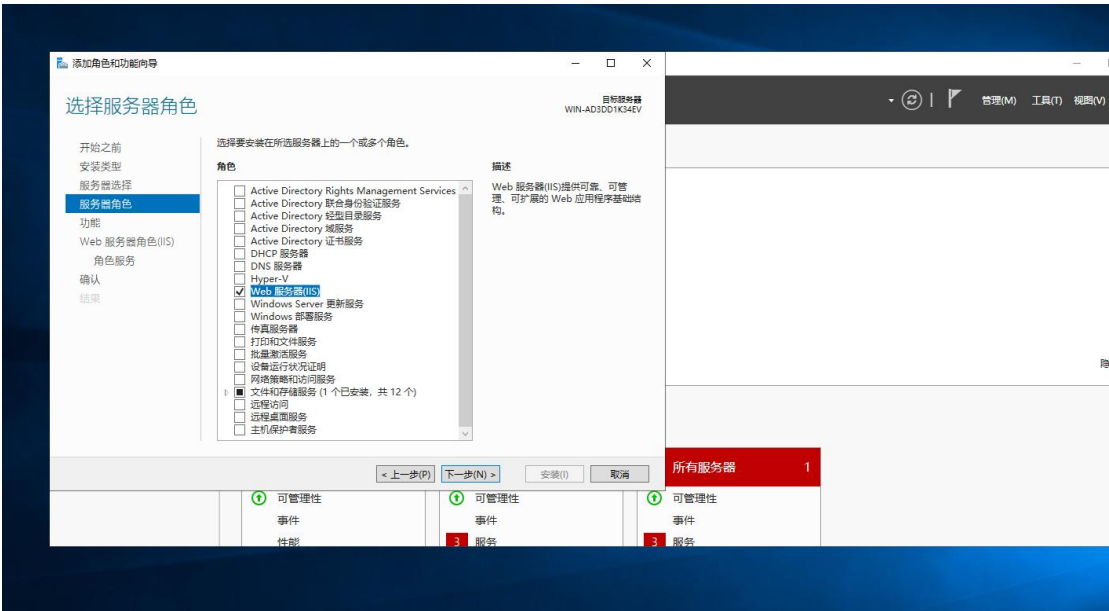 添加角色和功能向导
选择服务器角色
目标服务器
WIN-AD3DD1K34EV
管理(M) 工具(T) 视图(V)
开始之前
安装类型
服务器选择
服务器角色
功能
Web 服务器角色(IIS)
角色服务
确认
结果
选择要安装在所选服务器上的一个或多个角色。
角色
Active Directory Rights Management Services
Active Directory 联合身份验证服务
Active Directory 轻型目录服务
Active Directory 域服务
Active Directory 证书服务
DHCP 服务器
DNS 服务器
Hyper-V
Web 服务器(IIS)
Windows Server 更新服务
Windows 部署服务
传真服务器
打印和文件服务
批量激活服务
设备运行状况证明
网络策略和访问服务
文件和存储服务 (1 个已安装，共 12 个)
远程访问
远程桌面服务
主机保护者服务
描述
Web 服务器(IIS)提供可靠、可管
理、可扩展的 Web 应用程序基础结
构。
隐
< 上一步(P) 下一步(N) > 安装(I) 取消
所有服务器 1
可管理性 可管理性 可管理性
事件 事件 事件
性能 3 服务 3 服务